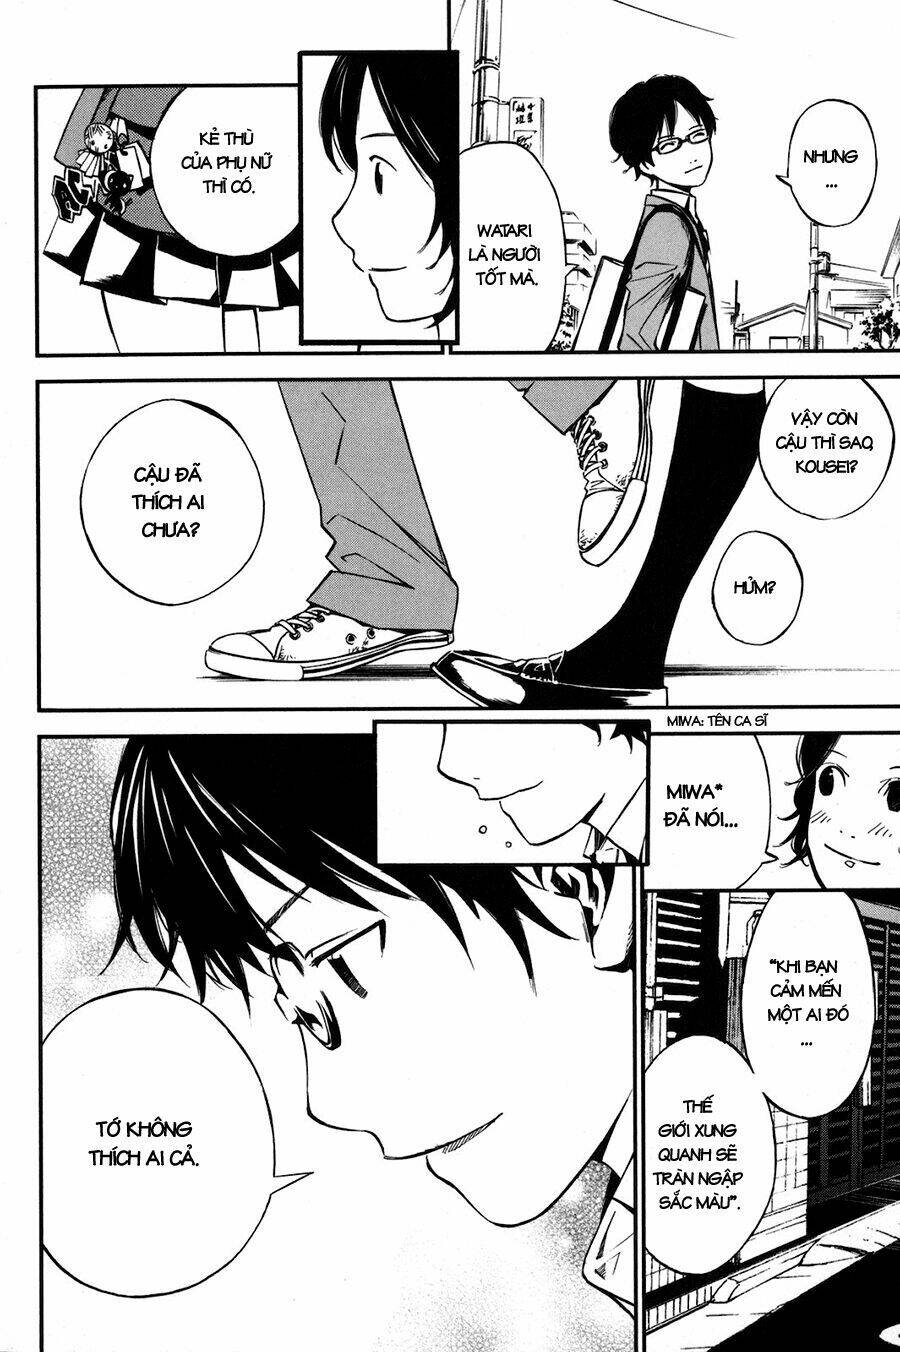 NHƯNG
...
WATARI
LÀ NGƯỜI
TỐT MÀ.
KẺ THÙ
CỦA PHỤ NỮ
THÌ CÓ.
VẬY CÒN
CẬU THÌ SAO,
KOUSEI?
HỬM?
CẬU ĐÃ
THÍCH AI
CHƯA?
MIWA: TÊN CA SĨ
MIWA*
ĐÃ NÓI...
“KHI BẠN
CẢM MẾN
MỘT AI ĐÓ
...
THẾ
GIỚI XUNG
QUANH SẼ
TRÀN NGẬP
SẮC MÀU”.
TỚ KHÔNG
THÍCH AI CẢ.